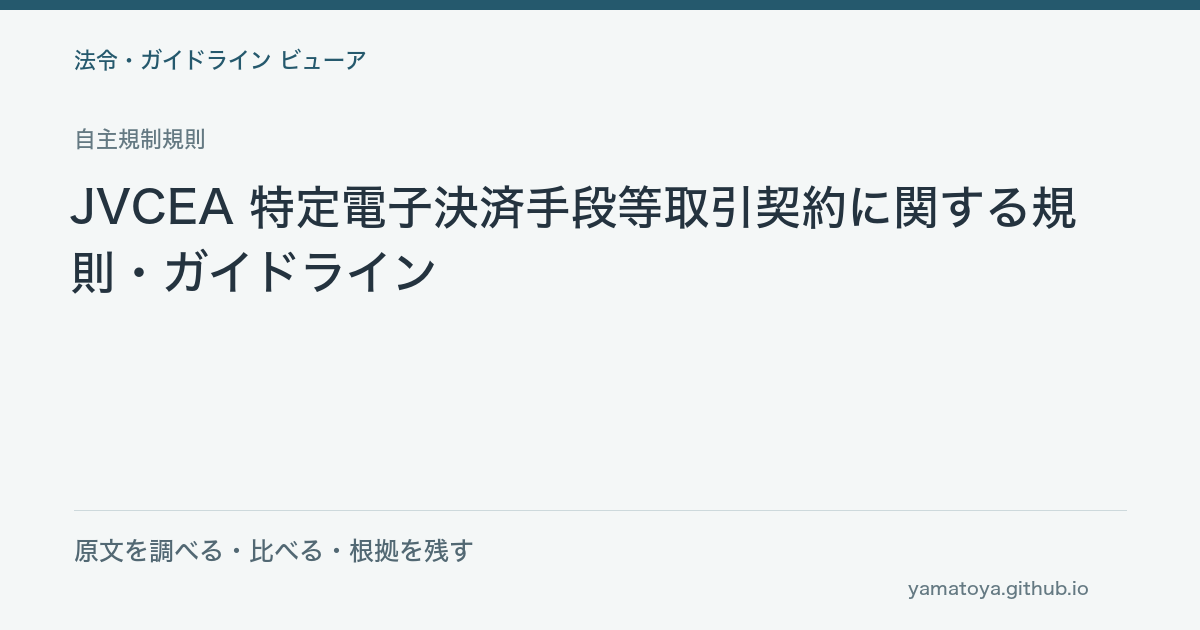 法令・ガイドライン ビューア
自主規制規則
JVCEA 特定電子決済手段等取引契約に関する規
則・ガイドライン
原文を調べる・比べる・根拠を残す
yamatoya.github.io